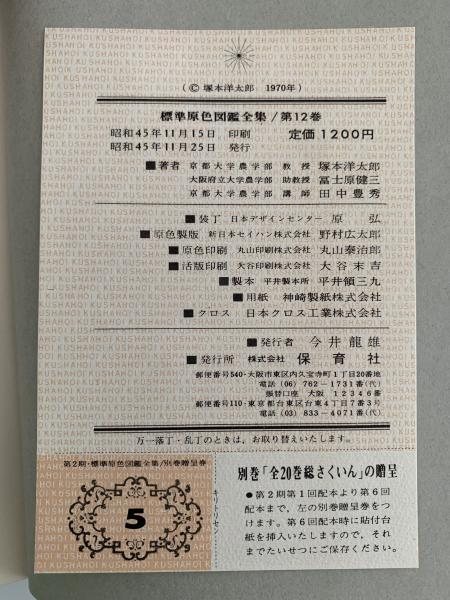 (© 塚本洋太郎　1970年)
標準原色図鑑全集/第12巻
昭和45年11月15日　印刷　定価1200円
昭和45年11月25日　発行
■著者　京都大学農学部　教授　塚本洋太郎
大阪府立大学農学部　助教授　冨士原健三
京都大学農学部　講師　田中豊秀
■装丁　日本デザインセンター　原　弘
■原色製版　新日本セイハン株式会社　野村広太郎
■原色印刷　丸山印刷株式会社　丸山泰治郎
■活版印刷　大谷印刷株式会社　大谷末吉
■製本　平井製本所　平井領三九
■用紙　神崎製紙株式会社
■クロス　日本クロス工業株式会社
■発行者　今井龍雄
■発行所　株式会社　保育社
郵便番号540・大阪市東区内久宝寺町1丁目20番地
電話 (06) 762－1731番(代)
振替口座　大阪　12346番
郵便番号110・東京都台東区台東4丁目7番3号
電話 (03) 833－4071番(代)
万一落丁・乱丁のときは、お取り替えいたします。
第2期・標準原色図鑑全集/別巻贈呈券
5
キリトリセン
別巻「全20巻総さくいん」の贈呈
●第2期第1回配本より第6回
配本まで、左の別巻贈呈券をつ
けます。第6回配本時に貼付台
紙を挿入いたしますので、それ
までたいせつにご保存ください。